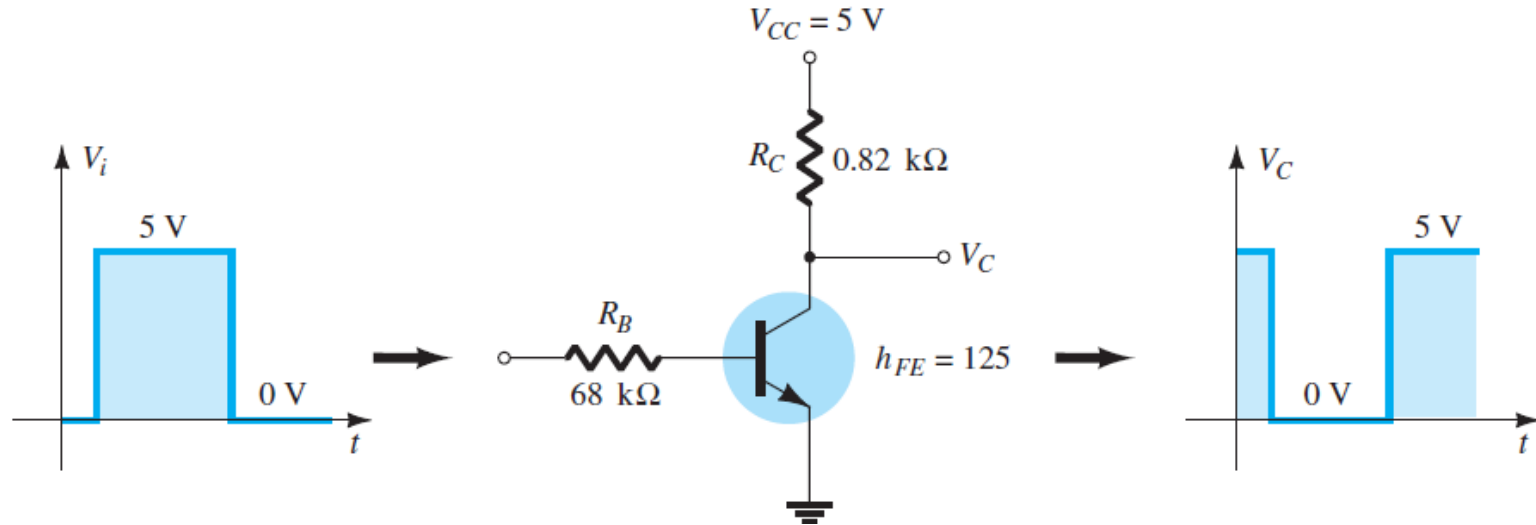 V_CC = 5 V
R_C 0.82 kΩ
V_C
R_B
68 kΩ
h_FE = 125
V_i
5 V
0 V
t
V_C
5 V
0 V
t